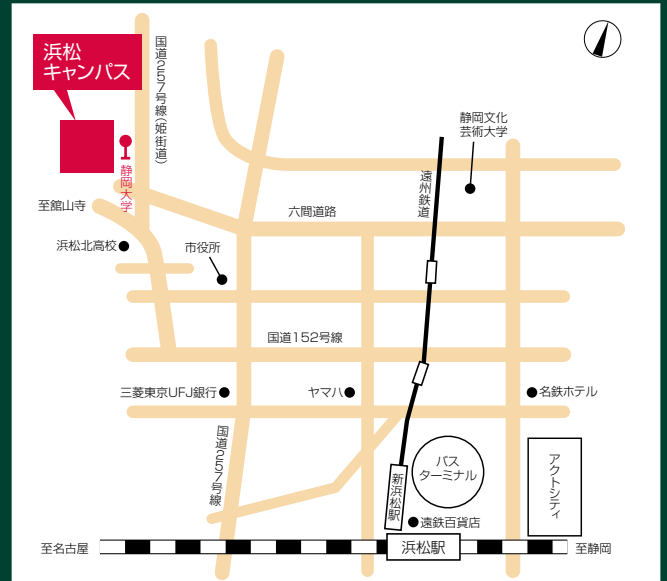 浜松
キャンパス
国道257号線(姫街道)
静岡大学
静岡文化
芸術大学
遠州鉄道
至舘山寺
六間道路
浜松北高校
市役所
国道152号線
三菱東京UFJ銀行
ヤマハ
名鉄ホテル
国道257号線
バス
ターミナル
アクトシティ
新浜松駅
遠鉄百貨店
至名古屋
浜松駅
至静岡